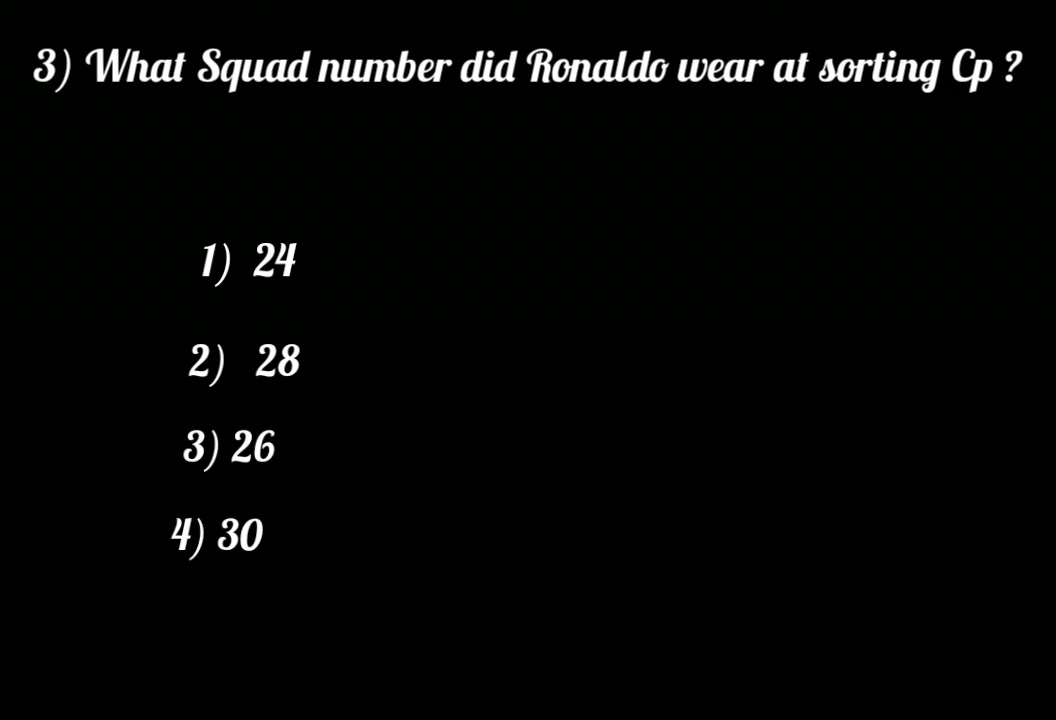 3) What Squad number did Ronaldo wear at sorting Cp ?
1) 24
2) 28
3) 26
4) 30